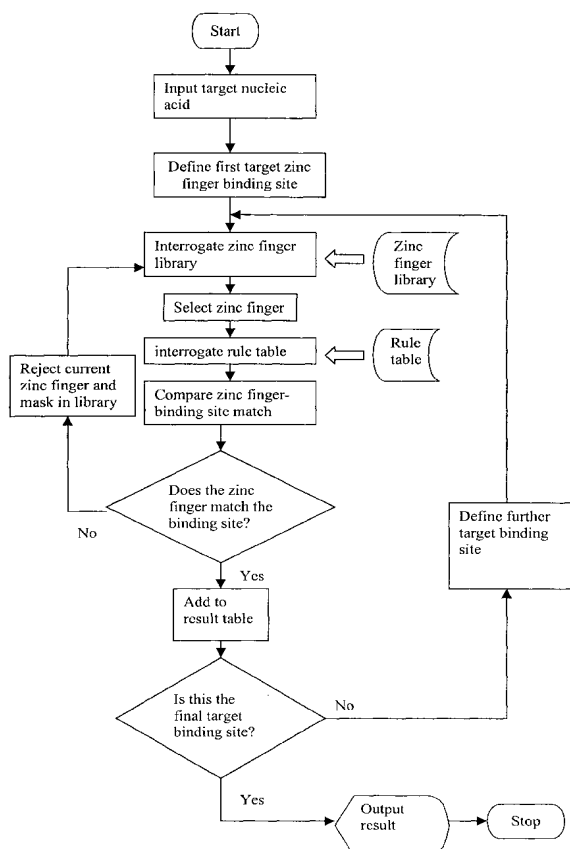 Start
Input target nucleic
acid
Define first target zinc
finger binding site
Interrogate zinc finger
library
Zinc
finger
library
Select zinc finger
interrogate rule table
Rule
table
Reject current
zinc finger and
mask in library
Compare zinc finger-
binding site match
Does the zinc
finger match the
binding site?
No
Yes
Define further
target binding
site
Add to
result table
Is this the
final target
binding site?
No
Yes
Output
result
Stop